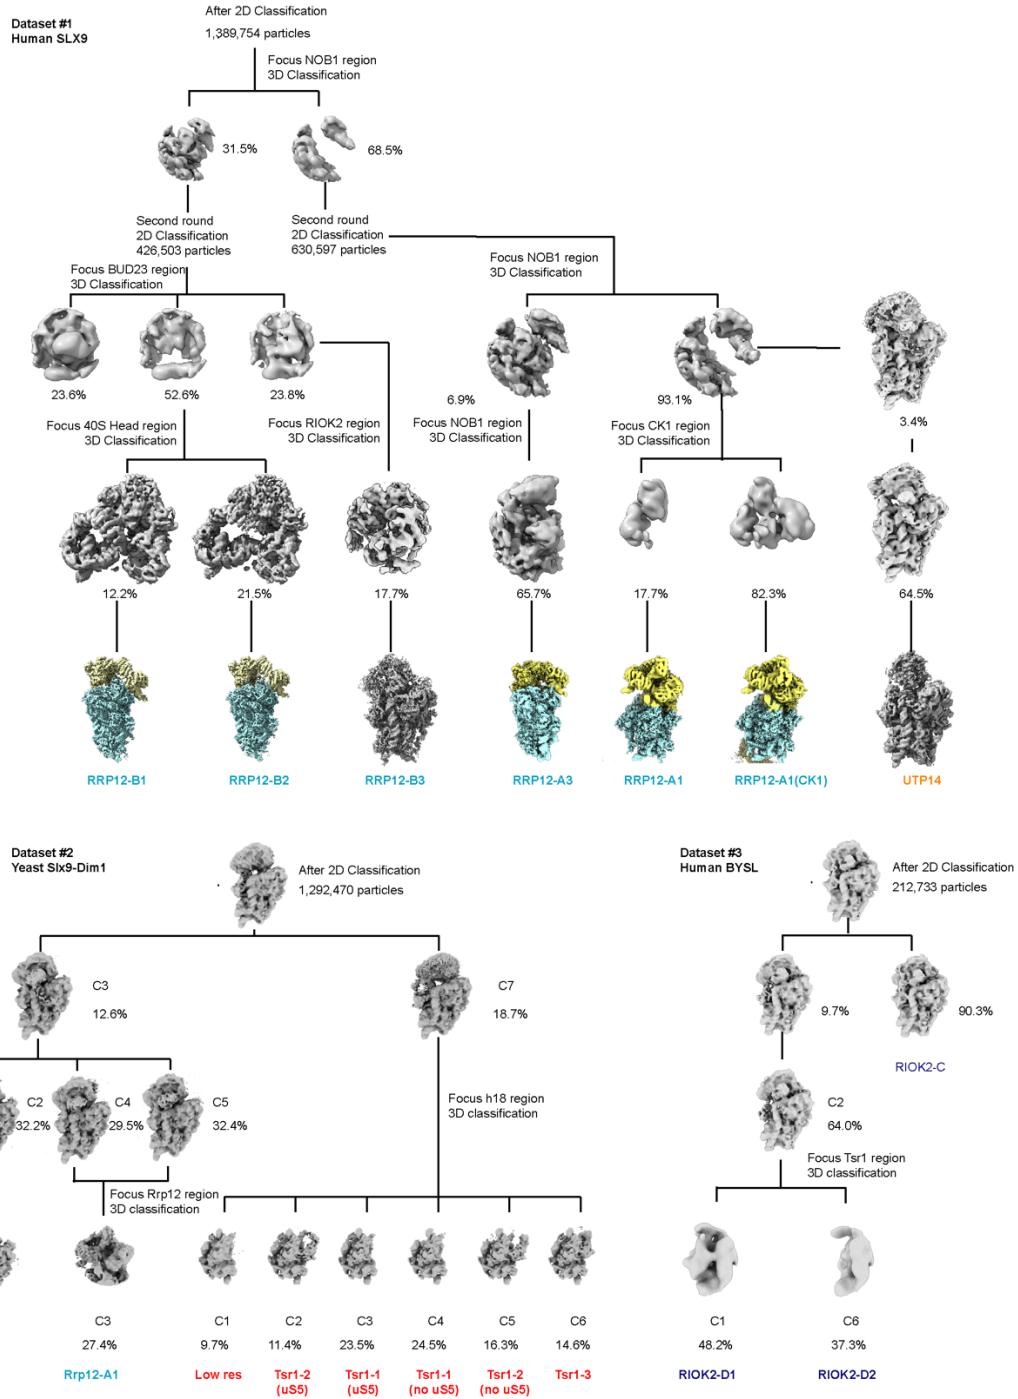 Dataset #1
Human SLX9
After 2D Classification
1,389,754 particles
Focus NOB1 region
3D Classification
31.5%
68.5%
Second round
2D Classification
426,503 particles
Second round
2D Classification
630,597 particles
Focus BUD23 region
3D Classification
Focus NOB1 region
3D Classification
23.6%
52.6%
23.8%
6.9%
93.1%
3.4%
Focus 40S Head region
3D Classification
Focus RIOK2 region
3D Classification
Focus NOB1 region
3D Classification
Focus CK1 region
3D Classification
12.2%
21.5%
17.7%
65.7%
17.7%
82.3%
64.5%
RRP12-B1
RRP12-B2
RRP12-B3
RRP12-A3
RRP12-A1
RRP12-A1(CK1)
UTP14
Dataset #2
Yeast Slx9-Dim1
After 2D Classification
1,292,470 particles
C3
12.6%
C7
18.7%
C2
32.2%
C4
29.5%
C5
32.4%
Focus h18 region
3D classification
Focus Rrp12 region
3D classification
C3
27.4%
Rrp12-A1
C1
9.7%
Low res
C2
11.4%
Tsr1-2
(uS5)
C3
23.5%
Tsr1-1
(uS5)
C4
24.5%
Tsr1-1
(no uS5)
C5
16.3%
Tsr1-2
(no uS5)
C6
14.6%
Tsr1-3
Dataset #3
Human BYSL
After 2D Classification
212,733 particles
9.7%
90.3%
RIOK2-C
C2
64.0%
Focus Tsr1 region
3D classification
C1
48.2%
RIOK2-D1
C6
37.3%
RIOK2-D2